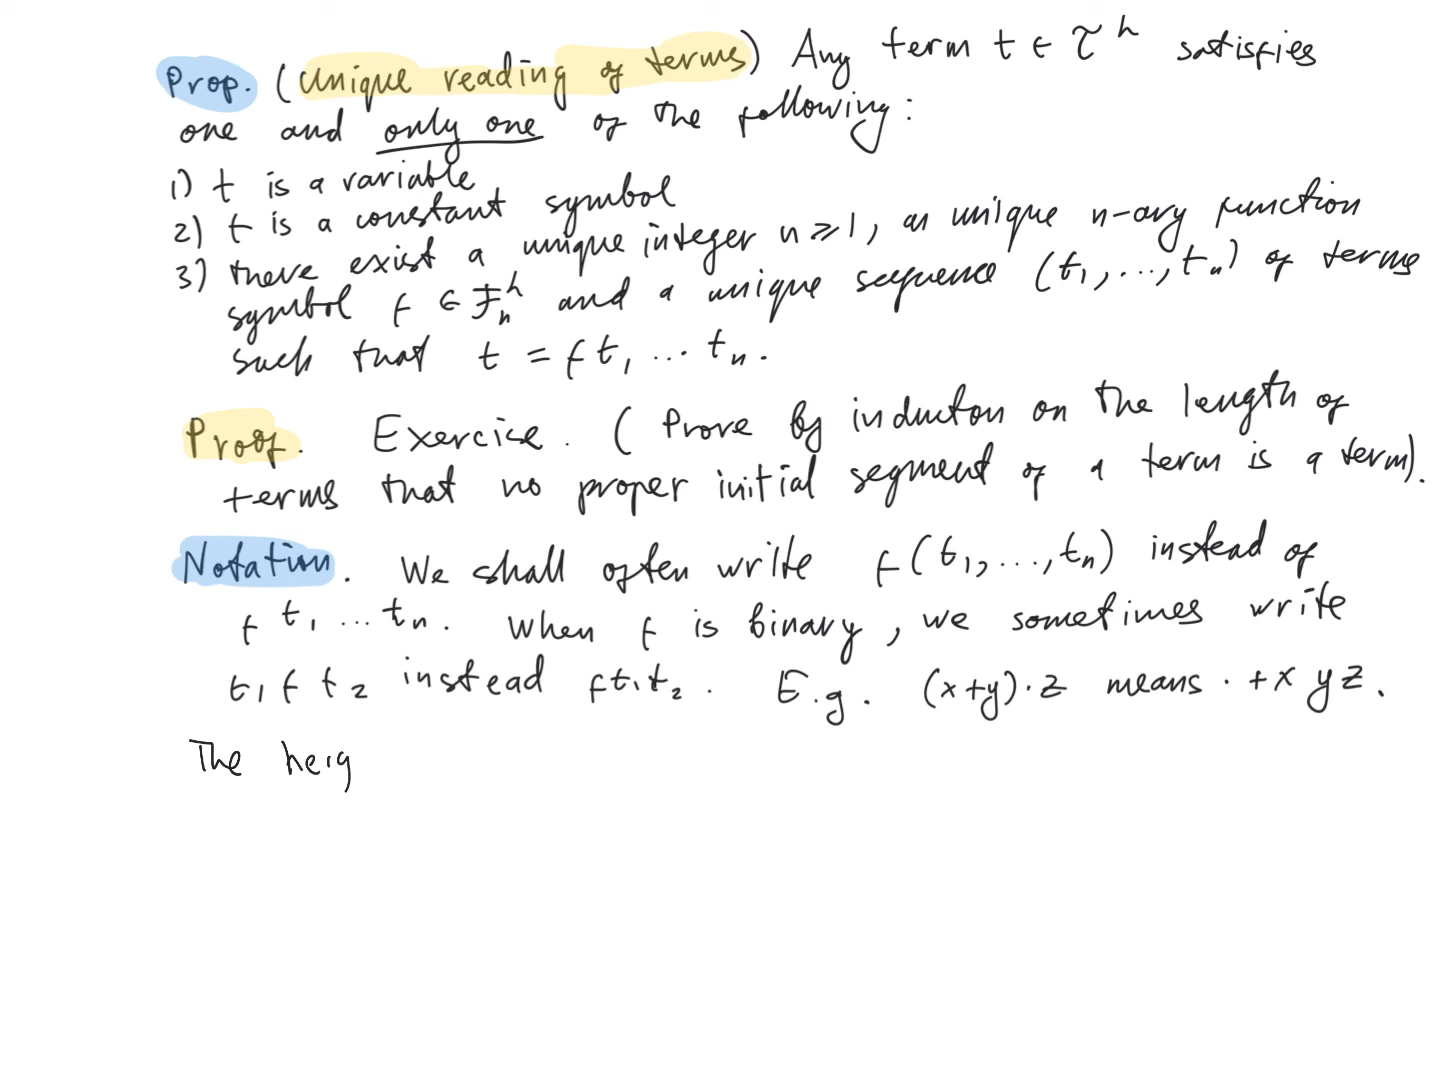 Prop. (Unique reading of terms) Any term t ∈ 𝒯^h satisfies
one and only one of the following:
1) t is a variable
2) t is a constant symbol
3) there exist a unique integer n ≥ 1, an unique n-ary function
symbol f ∈ ℱ_n^h and a unique sequence (t₁,...,tₙ) of terms
such that t = f t₁ ... tₙ.
Proof. Exercise. (Prove by induction on the length of
terms that no proper initial segment of a term is a term).
Notation. We shall often write f(t₁,...,tₙ) instead of
f t₁ ... tₙ. When f is binary, we sometimes write
t₁ f t₂ instead f t₁ t₂. E.g. (x+y)·z means · + x y z.
The heig